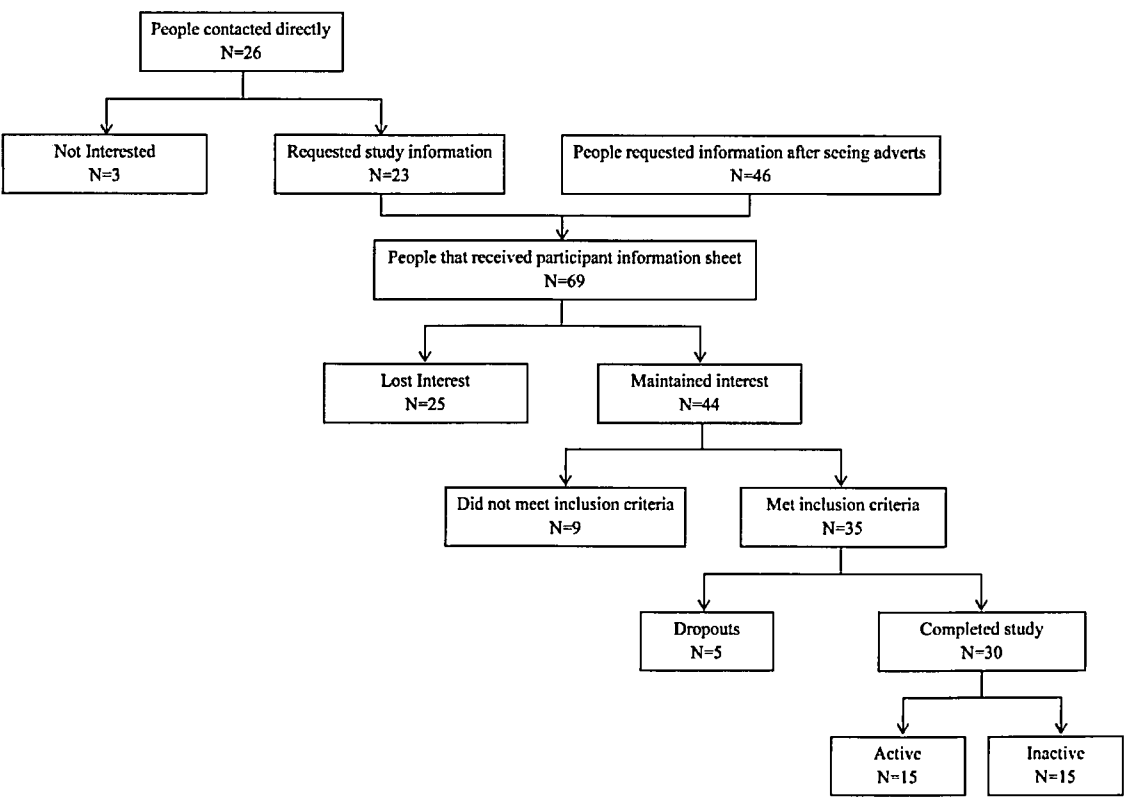 People contacted directly
N=26
Not Interested
N=3
Requested study information
N=23
People requested information after seeing adverts
N=46
People that received participant information sheet
N=69
Lost Interest
N=25
Maintained interest
N=44
Did not meet inclusion criteria
N=9
Met inclusion criteria
N=35
Dropouts
N=5
Completed study
N=30
Active
N=15
Inactive
N=15